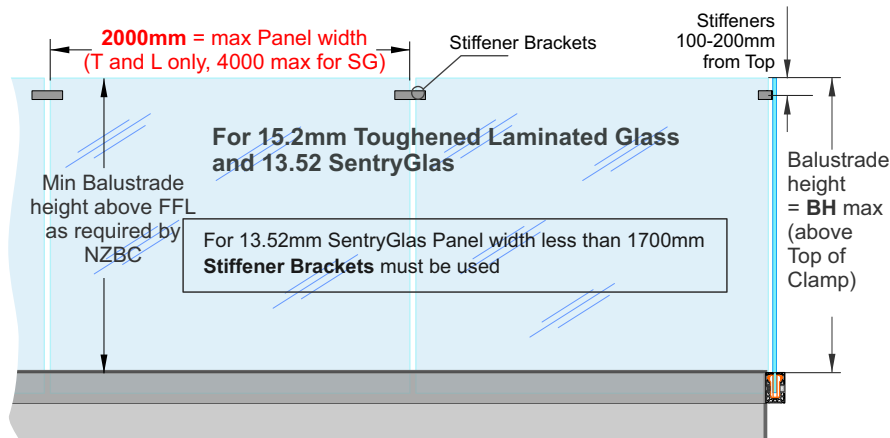 2000mm = max Panel width
(T and L only, 4000 max for SG)
Stiffener Brackets
Stiffeners
100-200mm
from Top
For 15.2mm Toughened Laminated Glass
and 13.52 SentryGlas
Min Balustrade
height above FFL
as required by
NZBC
For 13.52mm SentryGlas Panel width less than 1700mm
Stiffener Brackets must be used
Balustrade
height
= BH max
(above
Top of
Clamp)